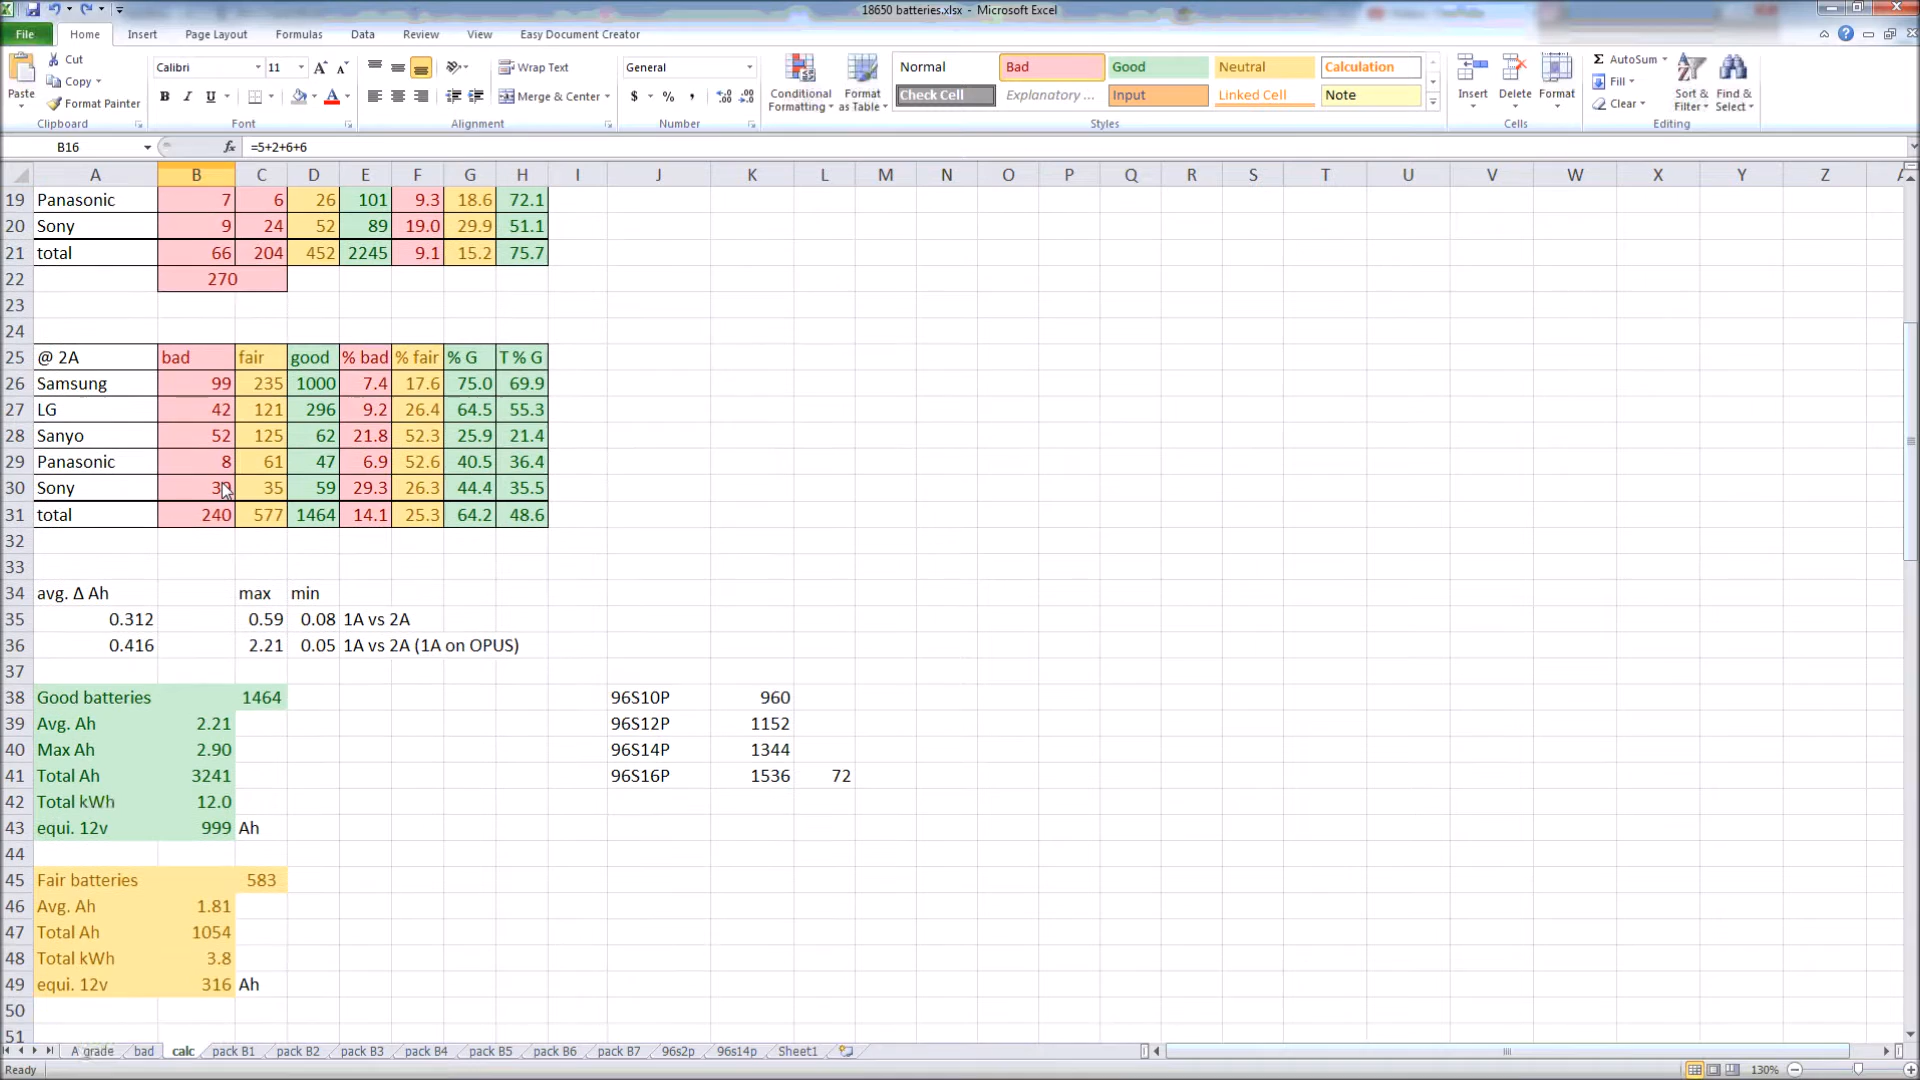 18650 batteries.xlsx - Microsoft Excel
File Home Insert Page Layout Formulas Data Review View Easy Document Creator
Paste
Cut
Copy
Format Painter
Clipboard
Calibri 11
B I U
Font
Wrap Text
Merge & Center
Alignment
General
$ % ,
Number
Conditional Formatting
Format as Table
Normal Bad Good Neutral Calculation
Check Cell Explanatory ... Input Linked Cell Note
Styles
Insert Delete Format
Cells
Σ AutoSum
Fill
Clear
Sort & Filter
Find & Select
Editing
B16 fx =5+2+6+6
A B C D E F G H I J K L M N O P Q R S T U V W X Y Z
19 Panasonic 7 6 26 101 9.3 18.6 72.1
20 Sony 9 24 52 89 19.0 29.9 51.1
21 total 66 204 452 2245 9.1 15.2 75.7
22 270
23
24
25 @ 2A bad fair good % bad % fair % G T % G
26 Samsung 99 235 1000 7.4 17.6 75.0 69.9
27 LG 42 121 296 9.2 26.4 64.5 55.3
28 Sanyo 52 125 62 21.8 52.3 25.9 21.4
29 Panasonic 8 61 47 6.9 52.6 40.5 36.4
30 Sony 35 59 29.3 26.3 44.4 35.5
31 total 240 577 1464 14.1 25.3 64.2 48.6
32
33
34 avg. Δ Ah max min
35 0.312 0.59 0.08 1A vs 2A
36 0.416 2.21 0.05 1A vs 2A (1A on OPUS)
37
38 Good batteries 1464 96S10P 960
39 Avg. Ah 2.21 96S12P 1152
40 Max Ah 2.90 96S14P 1344
41 Total Ah 3241 96S16P 1536 72
42 Total kWh 12.0
43 equi. 12v 999 Ah
44
45 Fair batteries 583
46 Avg. Ah 1.81
47 Total Ah 1054
48 Total kWh 3.8
49 equi. 12v 316 Ah
50
51
A grade bad calc pack B1 pack B2 pack B3 pack B4 pack B5 pack B6 pack B7 96s2p 96s14p Sheet1
Ready 130%